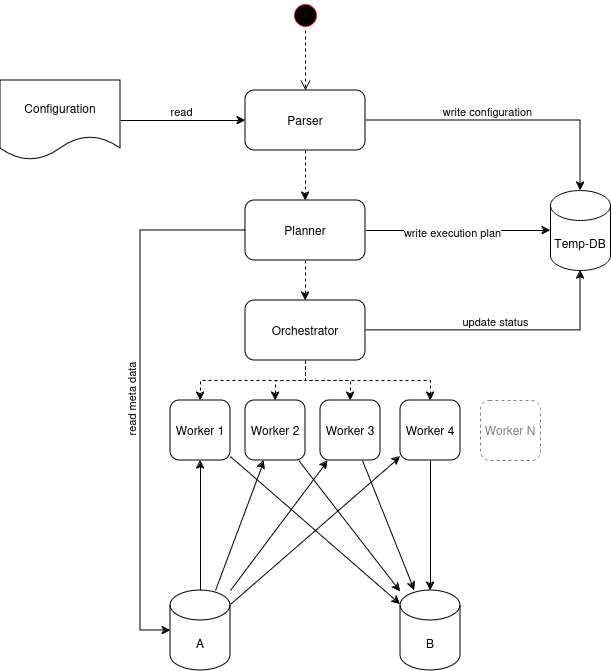 Configuration
read
Parser
write configuration
Planner
write execution plan
Temp-DB
Orchestrator
update status
read meta data
Worker 1
Worker 2
Worker 3
Worker 4
Worker N
A
B